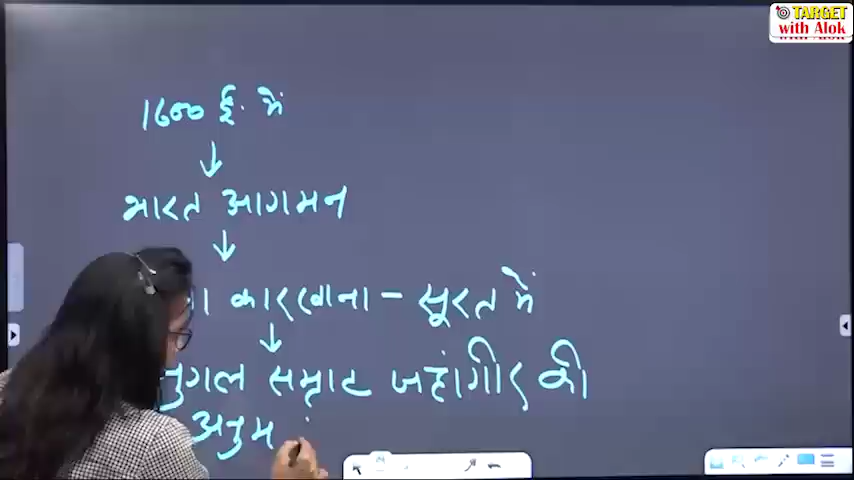 TARGET
with Alok
1600 ई. में
↓
भारत आगमन
↓
कारखाना - सूरत में
↓
मुगल सम्राट जहांगीर की
अनुम